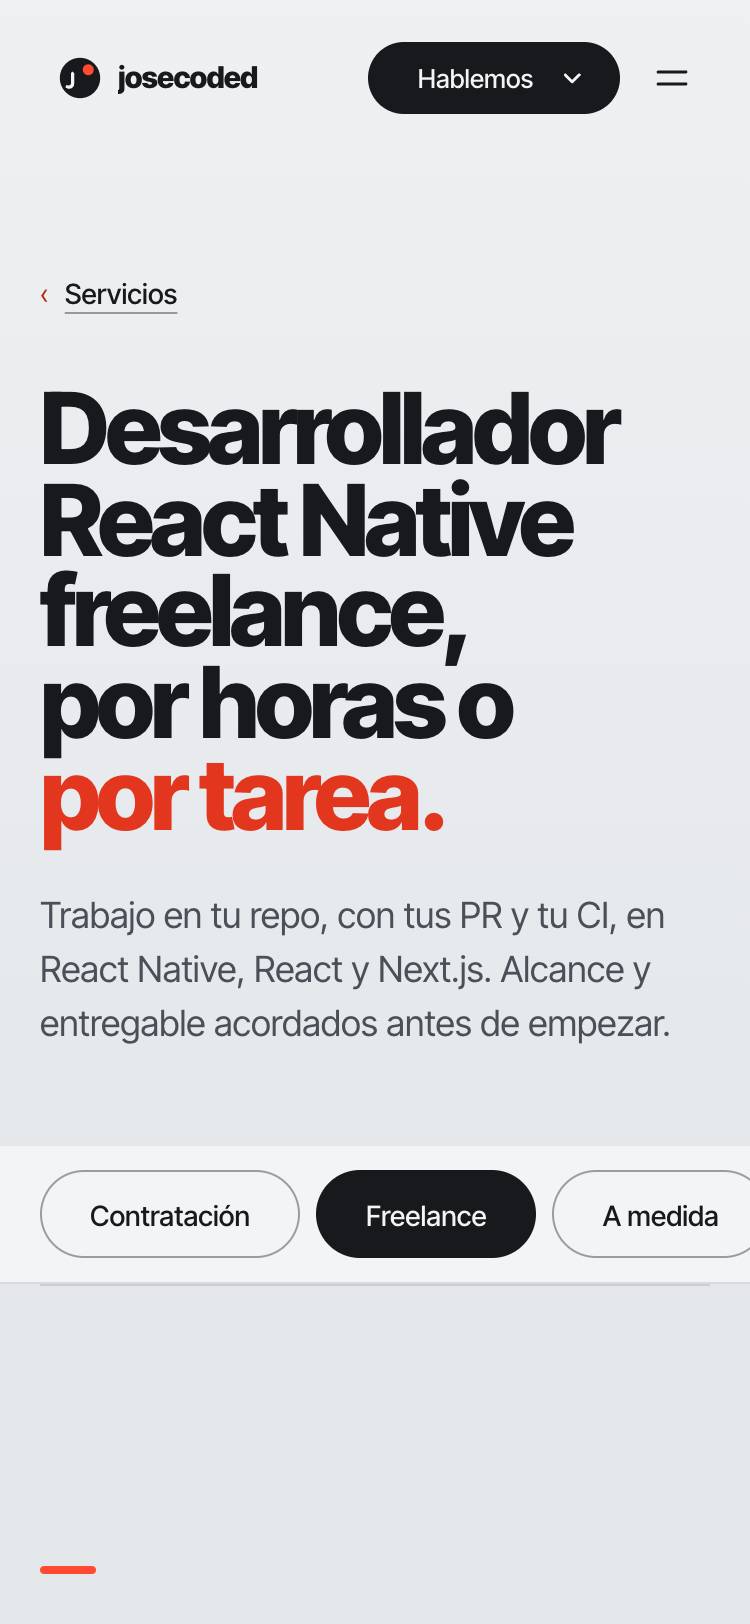 josecoded
Hablemos
‹ Servicios
Desarrollador
React Native
freelance,
por horas o
por tarea.
Trabajo en tu repo, con tus PR y tu CI, en
React Native, React y Next.js. Alcance y
entregable acordados antes de empezar.
Contratación
Freelance
A medida